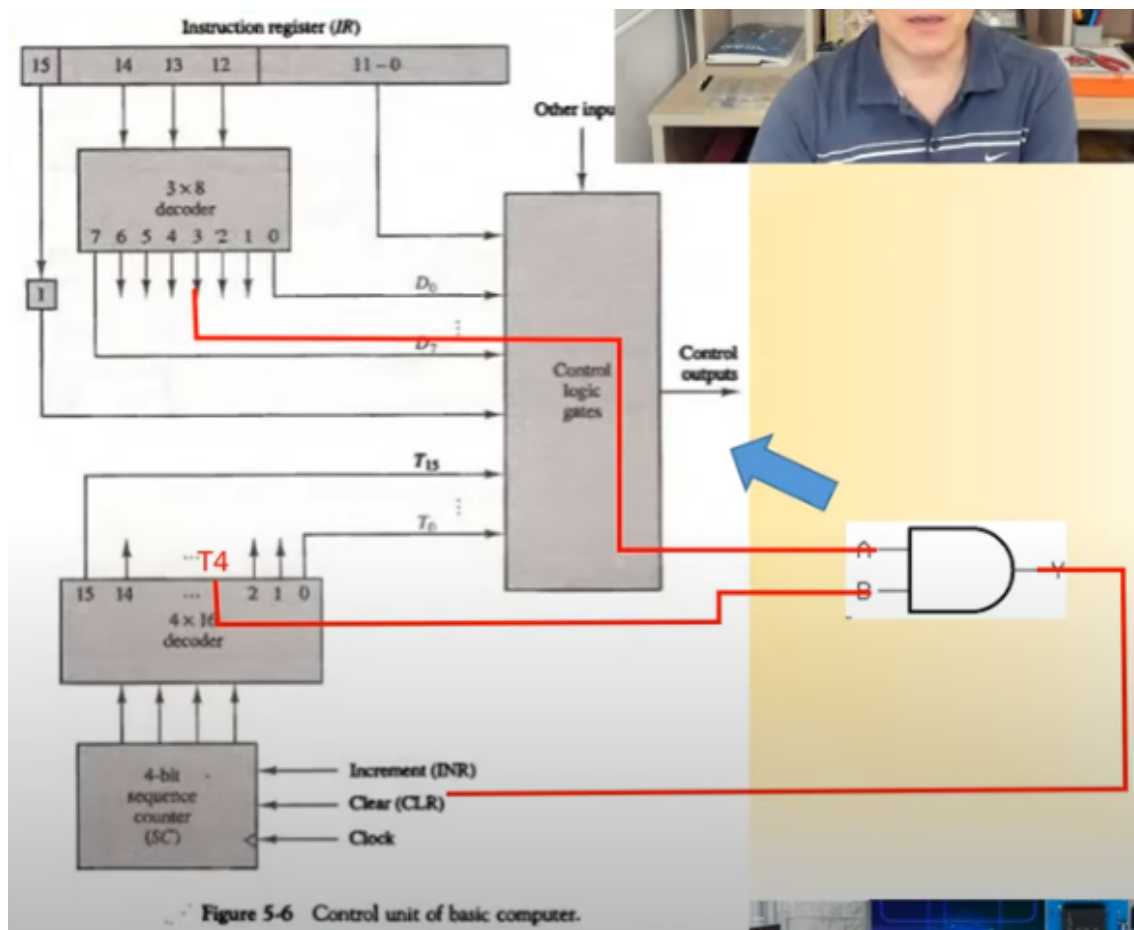 Instruction register (IR)
15 14 13 12 11-0
Other inpu
3 × 8
decoder
7 6 5 4 3 2 1 0
1
D0
D7
Control
logic
gates
Control
outputs
T15
T0
T4
15 14 ... 2 1 0
4 × 16
decoder
A
B
Y
4-bit
sequence
counter
(SC)
Increment (INR)
Clear (CLR)
Clock
Figure 5-6 Control unit of basic computer.